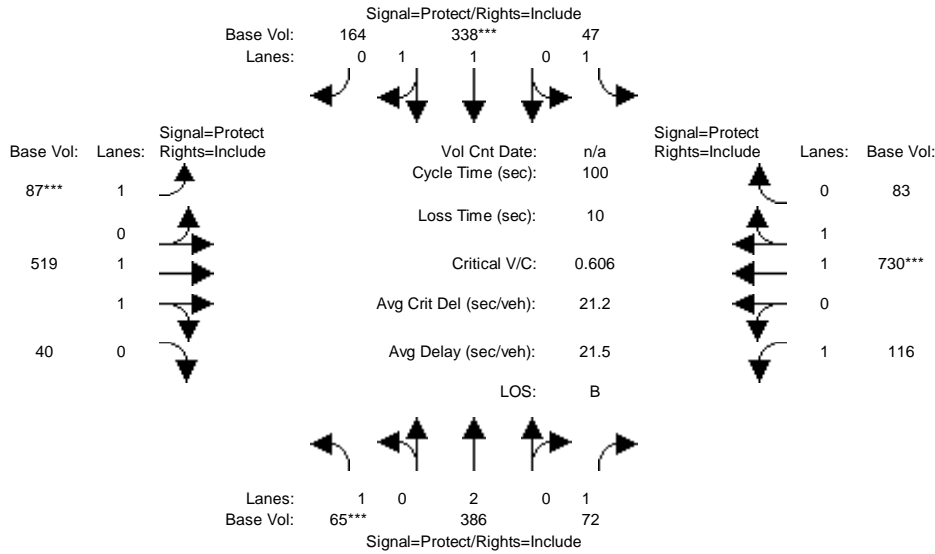 Signal=Protect/Rights=Include
Base Vol: 164 338*** 47
Lanes: 0 1 1 0 1
Signal=Protect
Base Vol: Lanes: Rights=Include
Vol Cnt Date: n/a
Signal=Protect
Rights=Include Lanes: Base Vol:
Cycle Time (sec): 100
87*** 1
0 83
Loss Time (sec): 10
0
1
519 1
Critical V/C: 0.606
1 730***
1
Avg Crit Del (sec/veh): 21.2
0
40 0
Avg Delay (sec/veh): 21.5
1 116
LOS: B
Lanes: 1 0 2 0 1
Base Vol: 65*** 386 72
Signal=Protect/Rights=Include